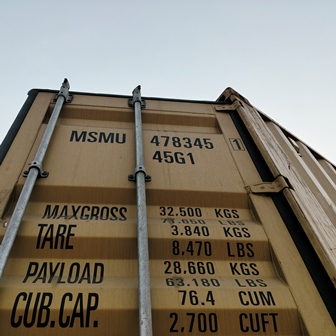 MSMU 478345 1
45G1
MAXGROSS 32.500 KGS
71.650 LBS
TARE 3.840 KGS
8,470 LBS
PAYLOAD 28.660 KGS
63.180 LBS
CUB.CAP. 76.4 CUM
2,700 CUFT